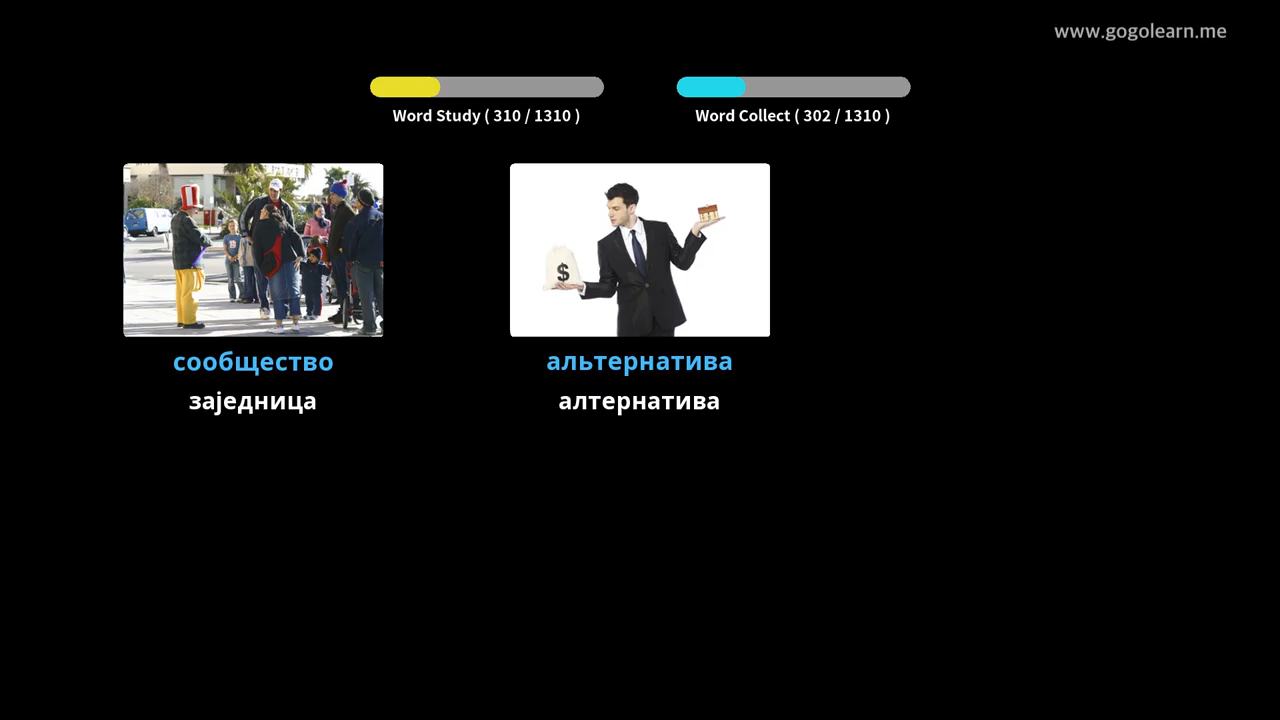 www.gogolearn.me
Word Study ( 310 / 1310 )
Word Collect ( 302 / 1310 )
сообщество
заједница
альтернатива
алтернатива
$